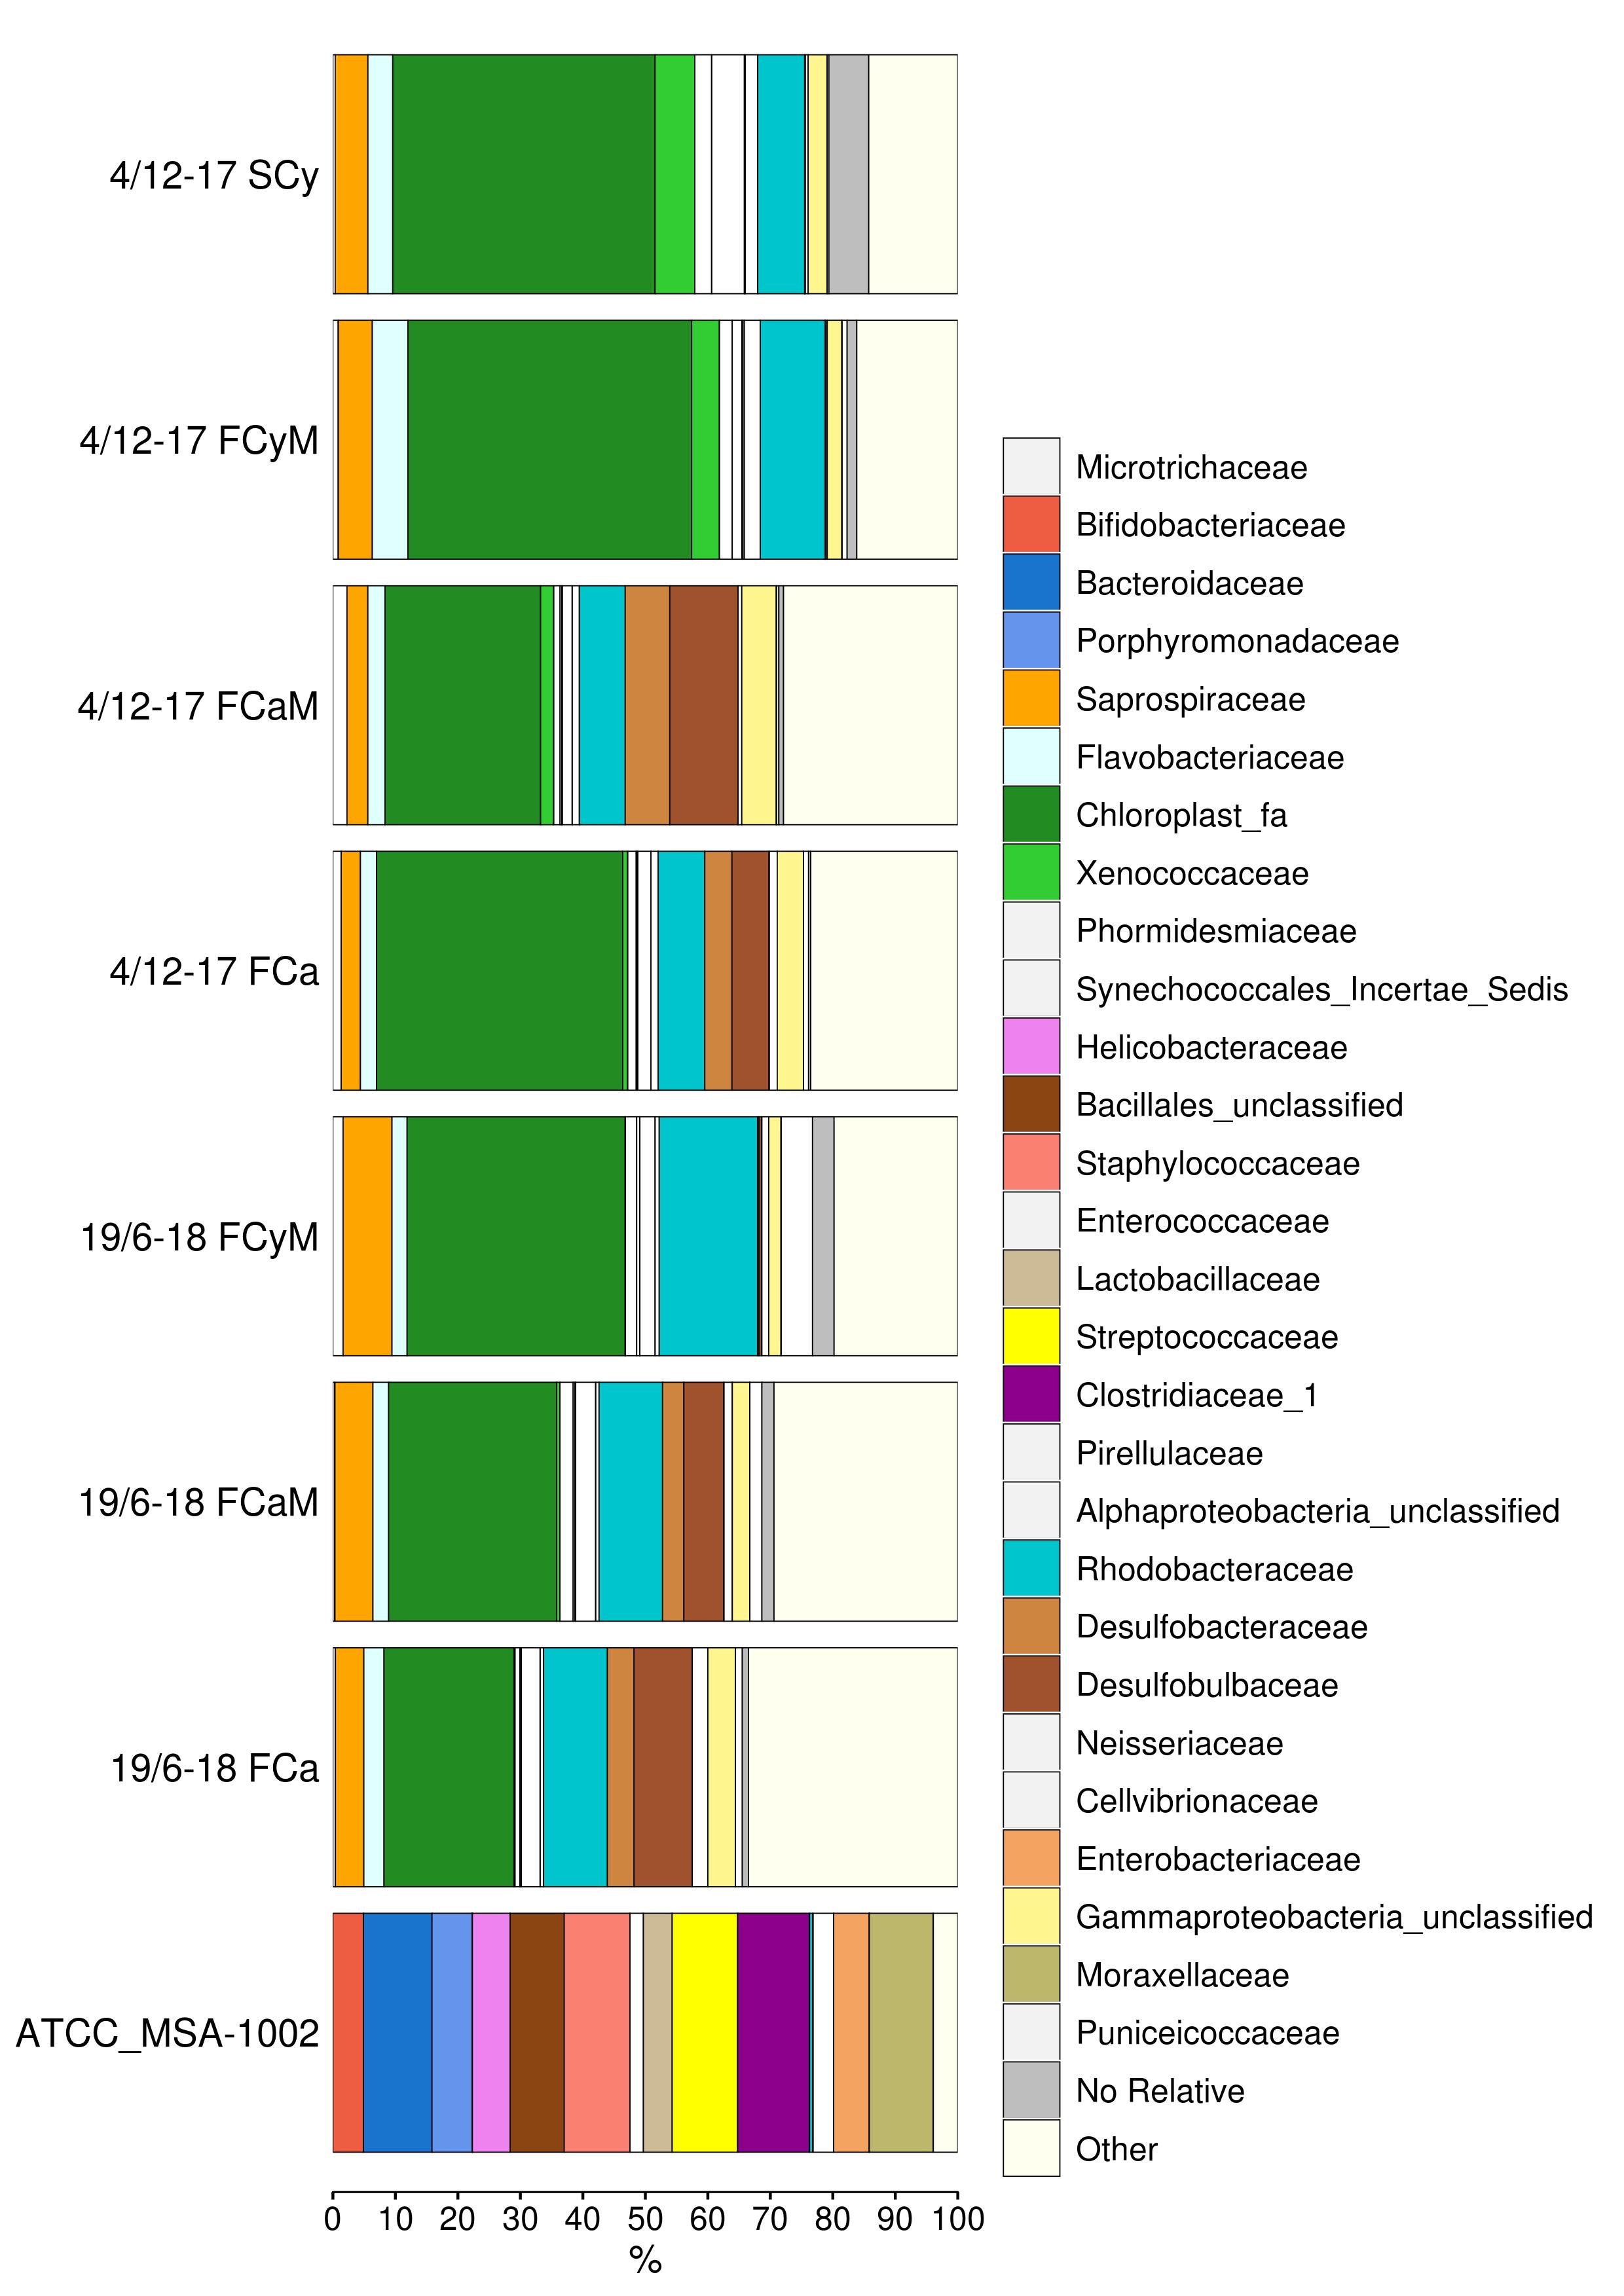 4/12-17 SCy
4/12-17 FCyM
4/12-17 FCaM
4/12-17 FCa
19/6-18 FCyM
19/6-18 FCaM
19/6-18 FCa
ATCC_MSA-1002
0 10 20 30 40 50 60 70 80 90 100
%
Microtrichaceae
Bifidobacteriaceae
Bacteroidaceae
Porphyromonadaceae
Saprospiraceae
Flavobacteriaceae
Chloroplast_fa
Xenococcaceae
Phormidesmiaceae
Synechococcales_Incertae_Sedis
Helicobacteraceae
Bacillales_unclassified
Staphylococcaceae
Enterococcaceae
Lactobacillaceae
Streptococcaceae
Clostridiaceae_1
Pirellulaceae
Alphaproteobacteria_unclassified
Rhodobacteraceae
Desulfobacteraceae
Desulfobulbaceae
Neisseriaceae
Cellvibrionaceae
Enterobacteriaceae
Gammaproteobacteria_unclassified
Moraxellaceae
Puniceicoccaceae
No Relative
Other